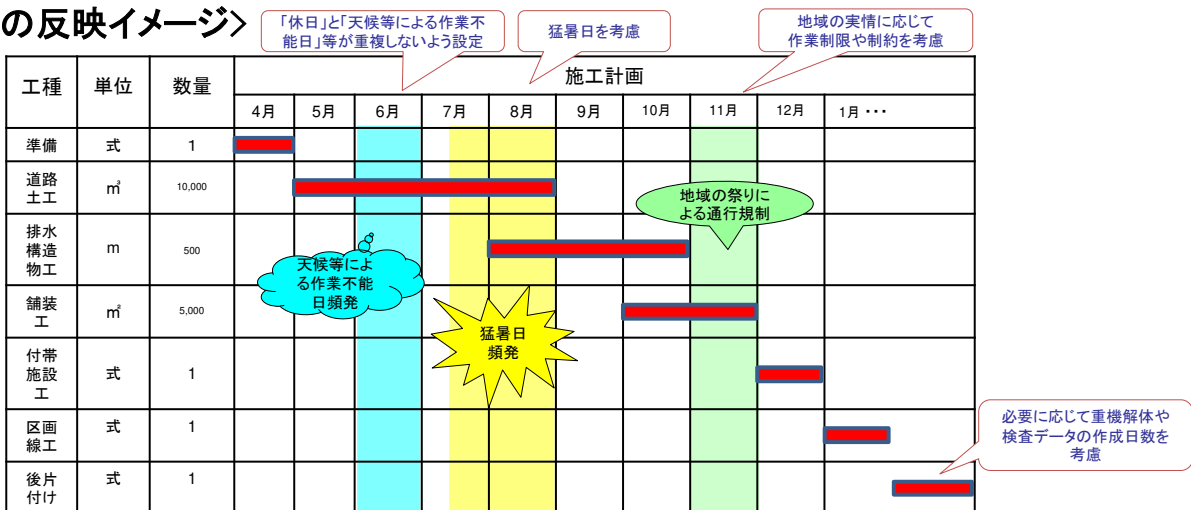 の反映イメージ>
「休日」と「天候等による作業不
能日」等が重複しないよう設定
猛暑日を考慮
地域の実情に応じて
作業制限や制約を考慮
工種 単位 数量 施工計画
4月 5月 6月 7月 8月 9月 10月 11月 12月 1月・・・
準備 式 1
道路
土工
㎥ 10,000
地域の祭りに
よる通行規制
排水
構造
物工
m 500
天候等によ
る作業不能
日頻発
舗装
工
㎡ 5,000
猛暑日
頻発
付帯
施設
工
式 1
区画
線工
式 1
必要に応じて重機解体や
検査データの作成日数を
考慮
後片
付け
式 1